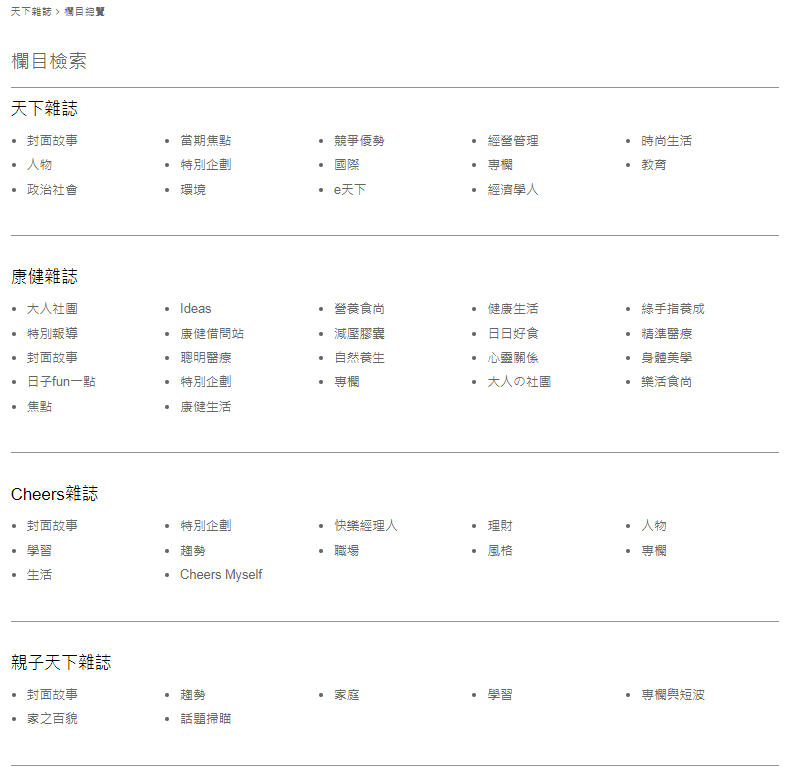 天下雜誌 > 欄目總覽
欄目檢索
天下雜誌
封面故事 當期焦點 競爭優勢 經營管理 時尚生活
人物 特別企劃 國際 專欄 教育
政治社會 環境 e天下 經濟學人
康健雜誌
大人社團 Ideas 營養食尚 健康生活 綠手指養成
特別報導 康健借問站 減壓膠囊 日日好食 精準醫療
封面故事 聰明醫療 自然養生 心靈關係 身體美學
日子fun一點 特別企劃 專欄 大人の社團 樂活食尚
焦點 康健生活
Cheers雜誌
封面故事 特別企劃 快樂經理人 理財 人物
學習 趨勢 職場 風格 專欄
生活 Cheers Myself
親子天下雜誌
封面故事 趨勢 家庭 學習 專欄與短波
家之百貌 話題掃瞄